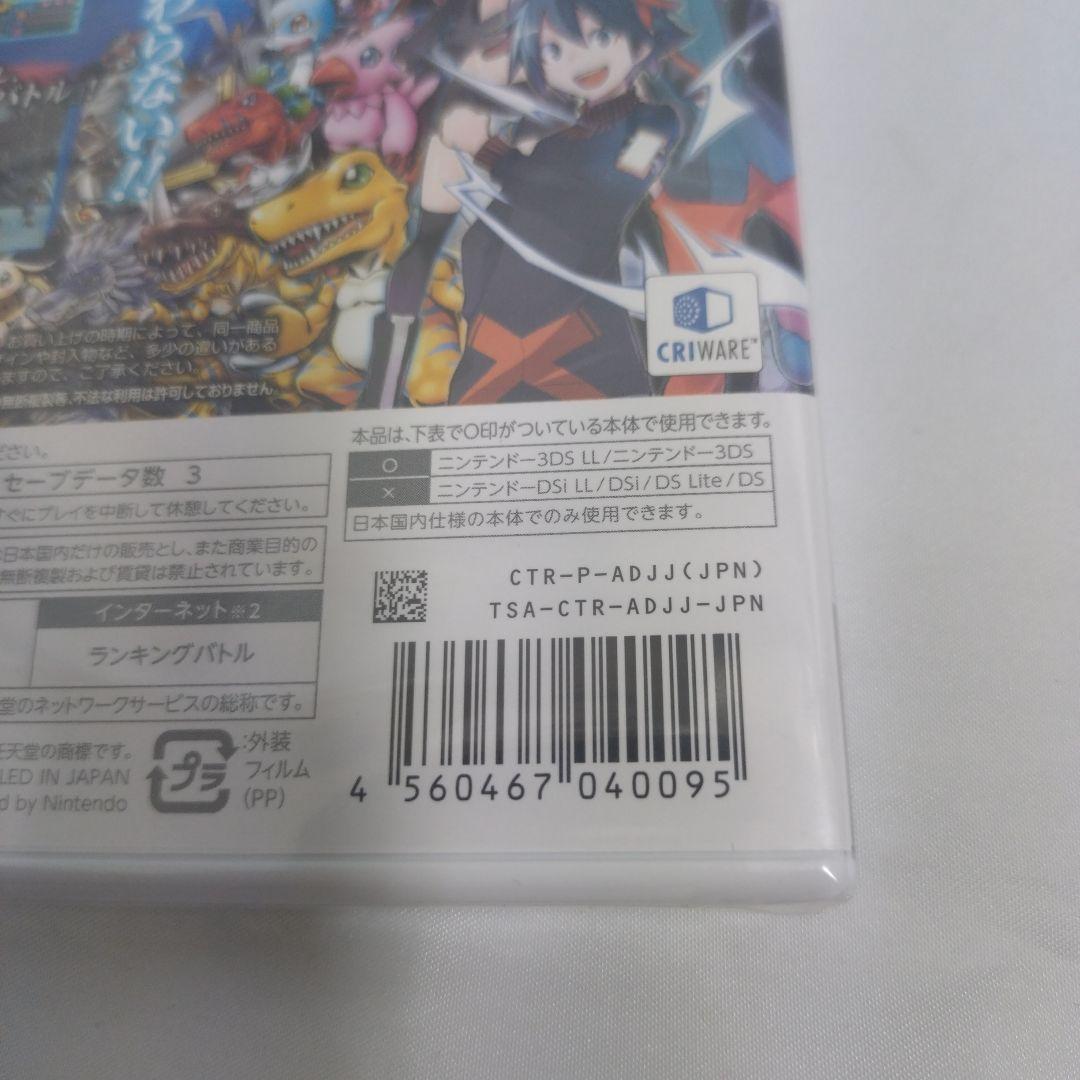 バトル!
わらない!!
お買い上げの時期によって、同一商品
インや封入物など、多少の違いがある
ますので、ご了承ください。
無断複製等、不法な利用は許可しておりません
CRIWARE™
ださい。
セーブデータ数 3
すぐにプレイを中断して休憩してください。
日本国内だけの販売とし、また商業目的の
無断複製および賃貸は禁止されています。
インターネット※2
ランキングバトル
堂のネットワークサービスの総称です。
任天堂の商標です。
LED IN JAPAN
d by Nintendo
プラ
:外装
フィルム
(PP)
本品は、下表で○印がついている本体で使用できます。
○ ニンテンドー3DS LL/ニンテンドー3DS
× ニンテンドーDSi LL/DSi/DS Lite/DS
日本国内仕様の本体でのみ使用できます。
CTR-P-ADJJ(JPN)
TSA-CTR-ADJJ-JPN
4 560467 040095